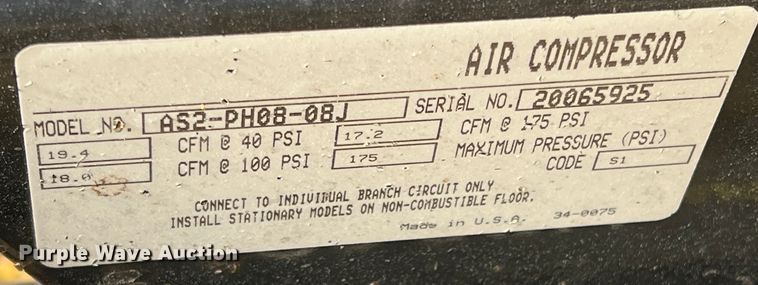 AIR COMPRESSOR
MODEL NO. AS2-PH08-08J SERIAL NO. 20065925
19.4 CFM @ 40 PSI 17.2 CFM @ 175 PSI
18.0 CFM @ 100 PSI 175 MAXIMUM PRESSURE (PSI)
CODE S1
CONNECT TO INDIVIDUAL BRANCH CIRCUIT ONLY
INSTALL STATIONARY MODELS ON NON-COMBUSTIBLE FLOOR.
Made in U.S.A. 34-0075
Purple Wave Auction